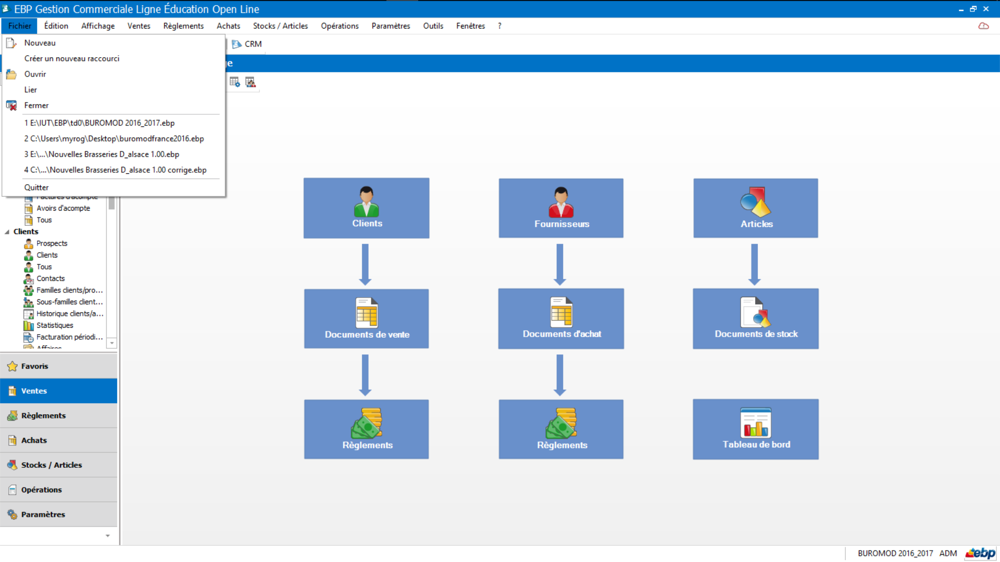 EBP Gestion Commerciale Ligne Éducation Open Line
Fichier Édition Affichage Ventes Règlements Achats Stocks / Articles Opérations Paramètres Outils Fenêtres ?
Nouveau
CRM
Créer un nouveau raccourci
Ouvrir
Lier
Fermer
1 E:\IUT\EBP\td0\BUROMOD 2016_2017.ebp
2 C:\Users\myrog\Desktop\buromodfrance2016.ebp
3 E:\...\Nouvelles Brasseries D_alsace 1.00.ebp
4 C:\...\Nouvelles Brasseries D_alsace 1.00 corrige.ebp
Quitter
Factures d'acompte
Avoirs d'acompte
Tous
Clients
Prospects
Clients
Tous
Contacts
Familles clients/pro...
Sous-familles client...
Historique clients/a...
Statistiques
Facturation périodi...
Affaires
Favoris
Ventes
Règlements
Achats
Stocks / Articles
Opérations
Paramètres
Clients
Fournisseurs
Articles
Documents de vente
Documents d'achat
Documents de stock
Règlements
Règlements
Tableau de bord
BUROMOD 2016_2017 ADM ebp